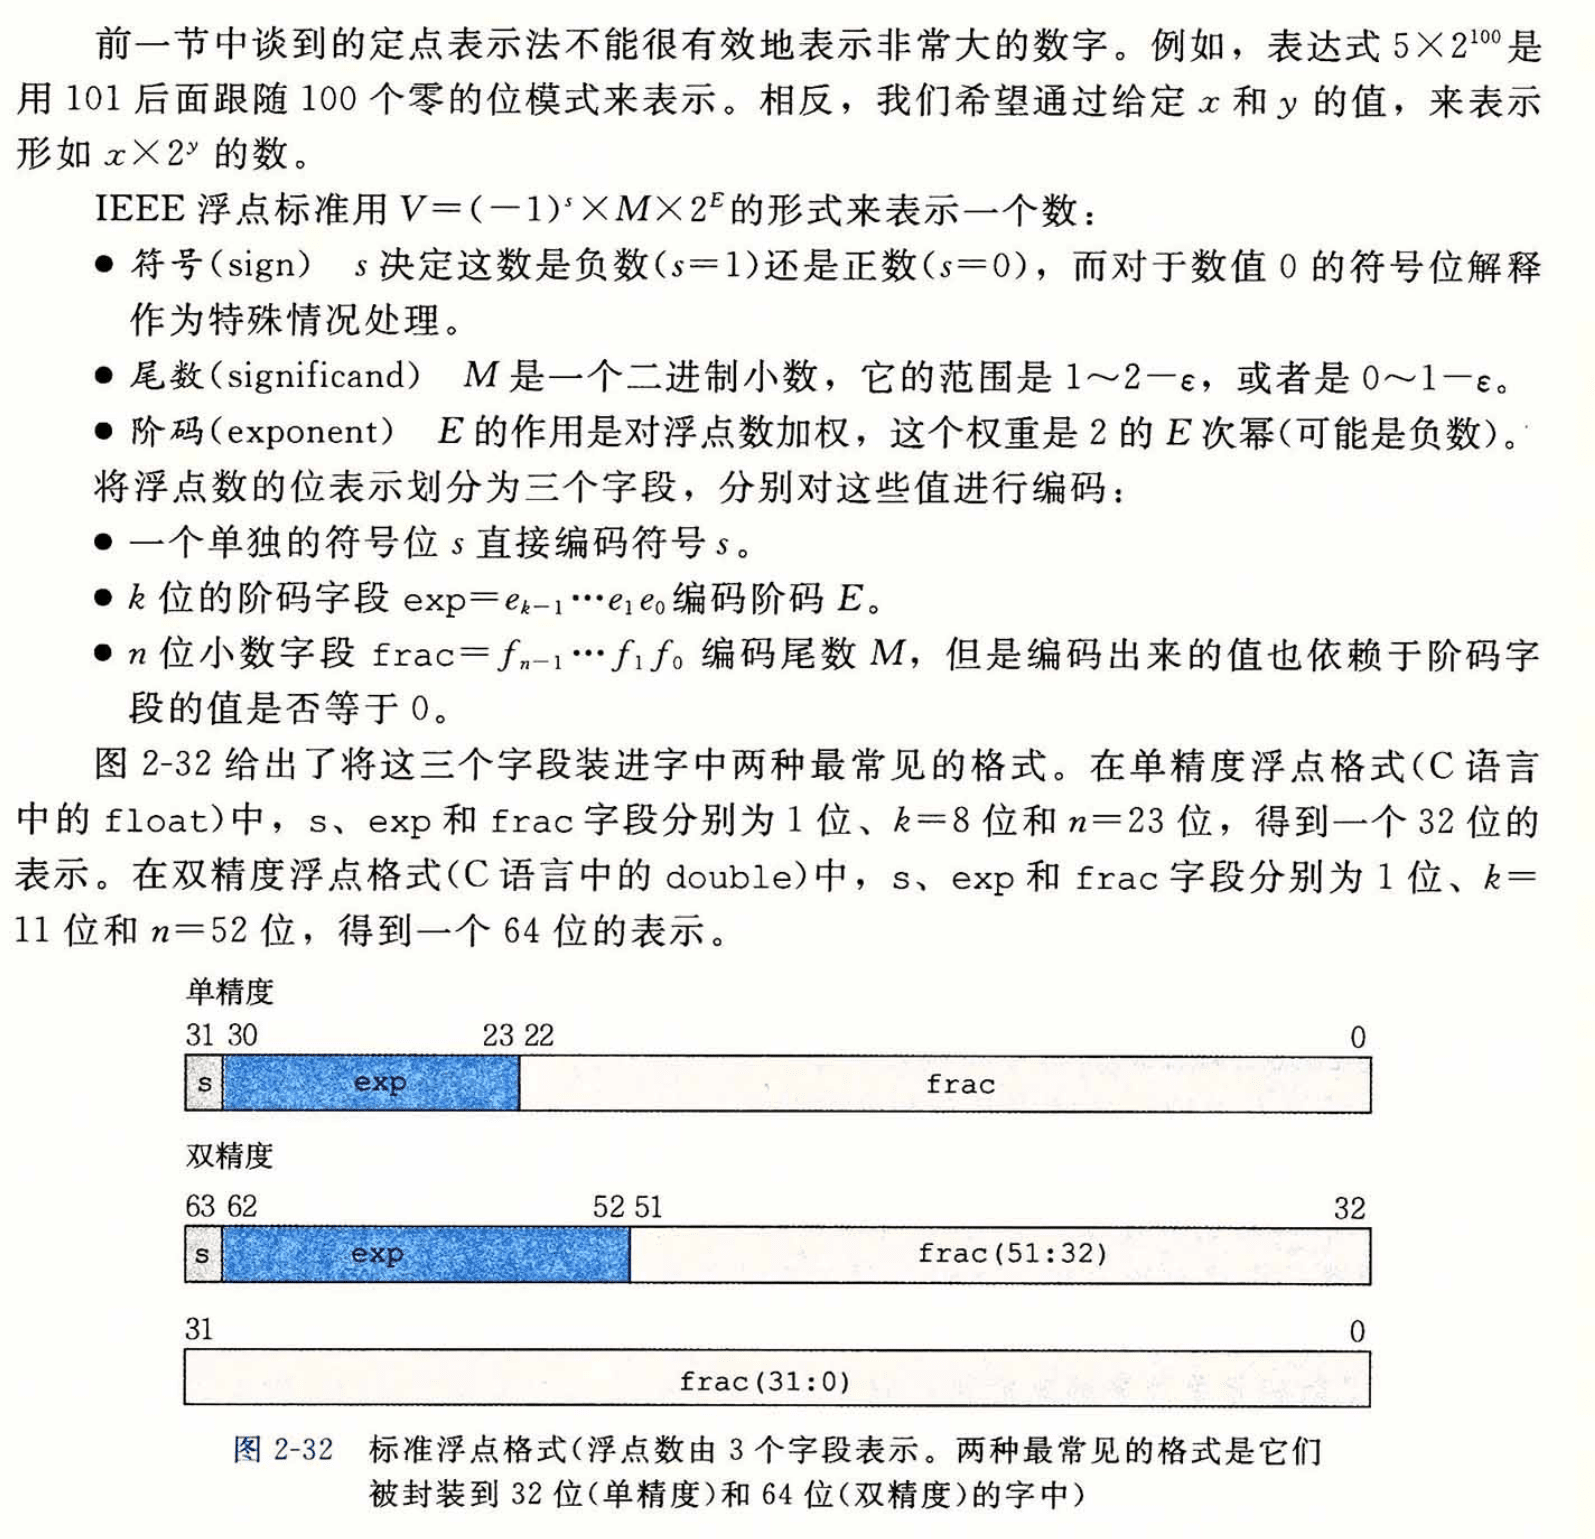 前一节中谈到的定点表示法不能很有效地表示非常大的数字。例如，表达式 5×2¹⁰⁰是
用 101 后面跟随 100 个零的位模式来表示。相反，我们希望通过给定 x 和 y 的值，来表示
形如 x×2ʸ 的数。
IEEE 浮点标准用 V=(-1)ˢ×M×2ᴱ的形式来表示一个数：
● 符号(sign) s 决定这数是负数(s=1)还是正数(s=0)，而对于数值 0 的符号位解释
作为特殊情况处理。
● 尾数(significand) M 是一个二进制小数，它的范围是 1～2-ε，或者是 0～1-ε。
● 阶码(exponent) E 的作用是对浮点数加权，这个权重是 2 的 E 次幂(可能是负数)。
将浮点数的位表示划分为三个字段，分别对这些值进行编码：
● 一个单独的符号位 s 直接编码符号 s。
● k 位的阶码字段 exp=eₖ₋₁⋯e₁e₀编码阶码 E。
● n 位小数字段 frac=fₙ₋₁⋯f₁f₀ 编码尾数 M，但是编码出来的值也依赖于阶码字
段的值是否等于 0。
图 2-32 给出了将这三个字段装进字中两种最常见的格式。在单精度浮点格式(C 语言
中的 float)中，s、exp 和 frac 字段分别为 1 位、k=8 位和 n=23 位，得到一个 32 位的
表示。在双精度浮点格式(C 语言中的 double)中，s、exp 和 frac 字段分别为 1 位、k=
11 位和 n=52 位，得到一个 64 位的表示。
单精度
31 30 23 22 0
s exp frac
双精度
63 62 52 51 32
s exp frac(51:32)
31 0
frac(31:0)
图 2-32 标准浮点格式(浮点数由 3 个字段表示。两种最常见的格式是它们
被封装到 32 位(单精度)和 64 位(双精度)的字中)